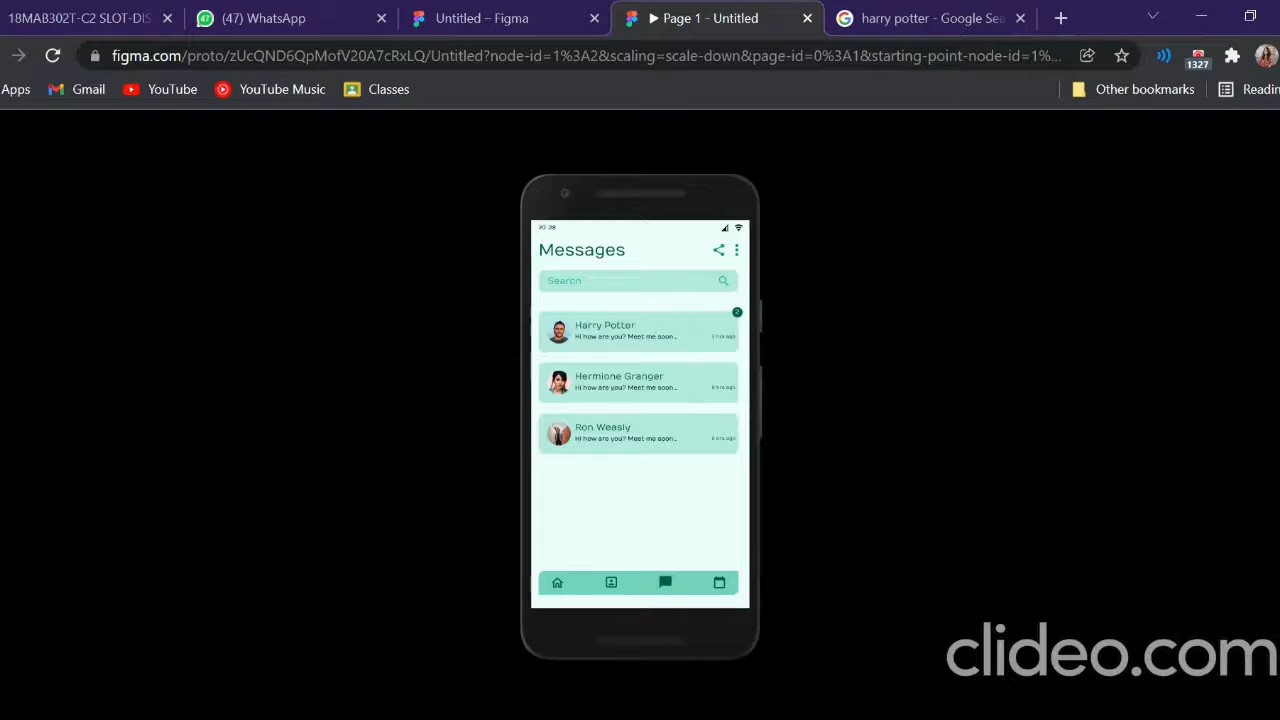 18MAB302T-C2 SLOT-DIS
47
(47) WhatsApp
Untitled – Figma
▶ Page 1 - Untitled
harry potter - Google Sea
figma.com/proto/zUcQND6QpMofV20A7cRxLQ/Untitled?node-id=1%3A2&scaling=scale-down&page-id=0%3A1&starting-point-node-id=1%...
1327
Apps
Gmail
YouTube
YouTube Music
Classes
Other bookmarks
Readin
20:28
Messages
Search
2
Harry Potter
Hi how are you? Meet me soon...
Hermione Granger
Hi how are you? Meet me soon...
Ron Weasly
Hi how are you? Meet me soon...
clideo.com